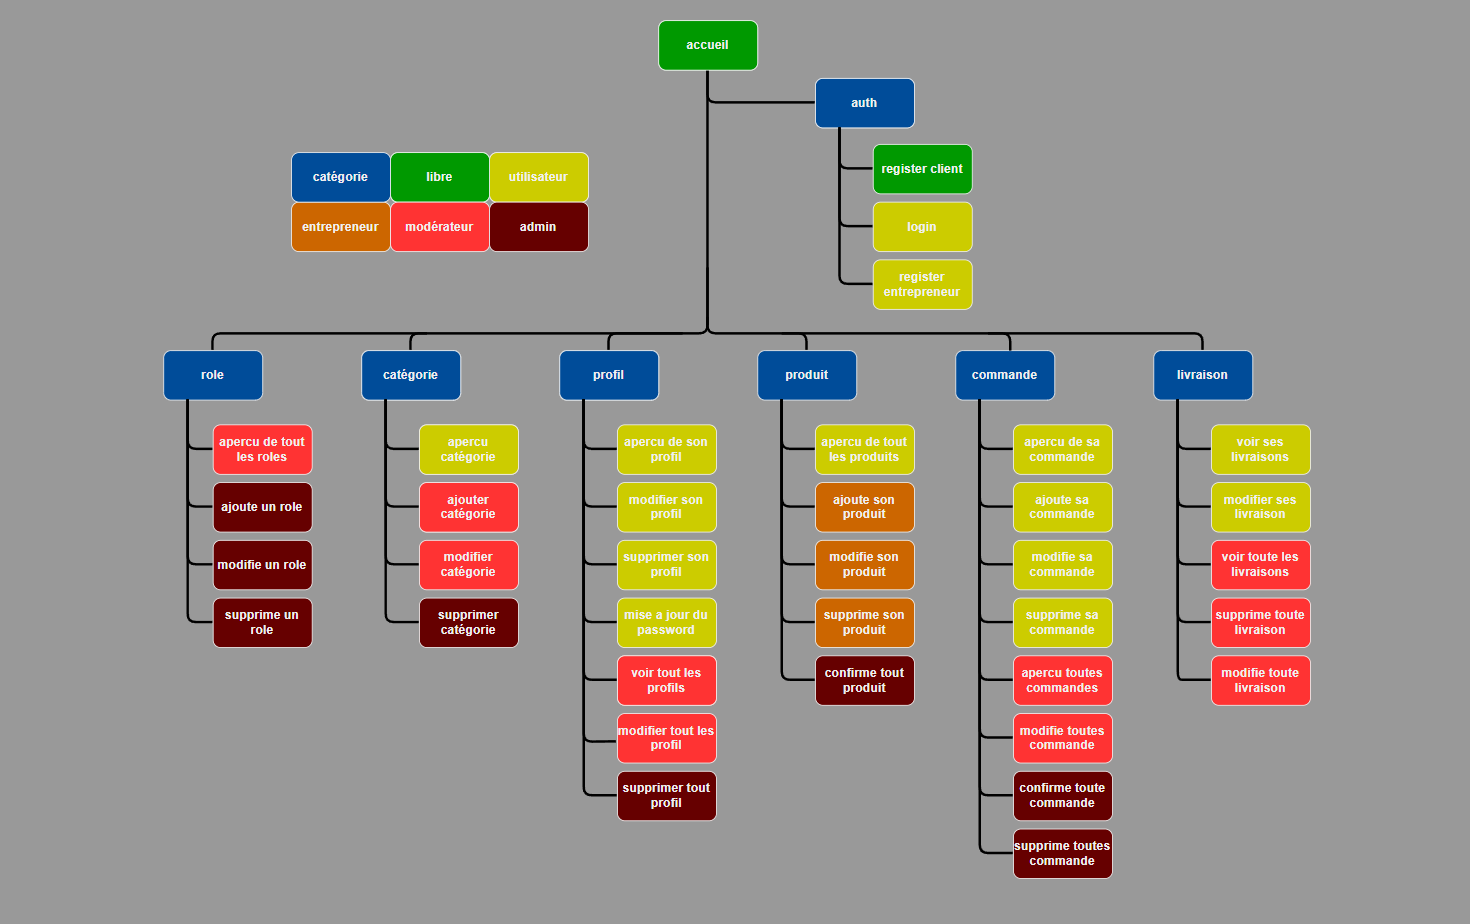 accueil
auth
register client
login
register
entrepreneur
catégorie
libre
utilisateur
entrepreneur
modérateur
admin
role
apercu de tout
les roles
ajoute un role
modifie un role
supprime un
role
catégorie
apercu
catégorie
ajouter
catégorie
modifier
catégorie
supprimer
catégorie
profil
apercu de son
profil
modifier son
profil
supprimer son
profil
mise a jour du
password
voir tout les
profils
modifier tout les
profil
supprimer tout
profil
produit
apercu de tout
les produits
ajoute son
produit
modifie son
produit
supprime son
produit
confirme tout
produit
commande
apercu de sa
commande
ajoute sa
commande
modifie sa
commande
supprime sa
commande
apercu toutes
commandes
modifie toutes
commande
confirme toute
commande
supprime toutes
commande
livraison
voir ses
livraisons
modifier ses
livraison
voir toute les
livraisons
supprime toute
livraison
modifie toute
livraison